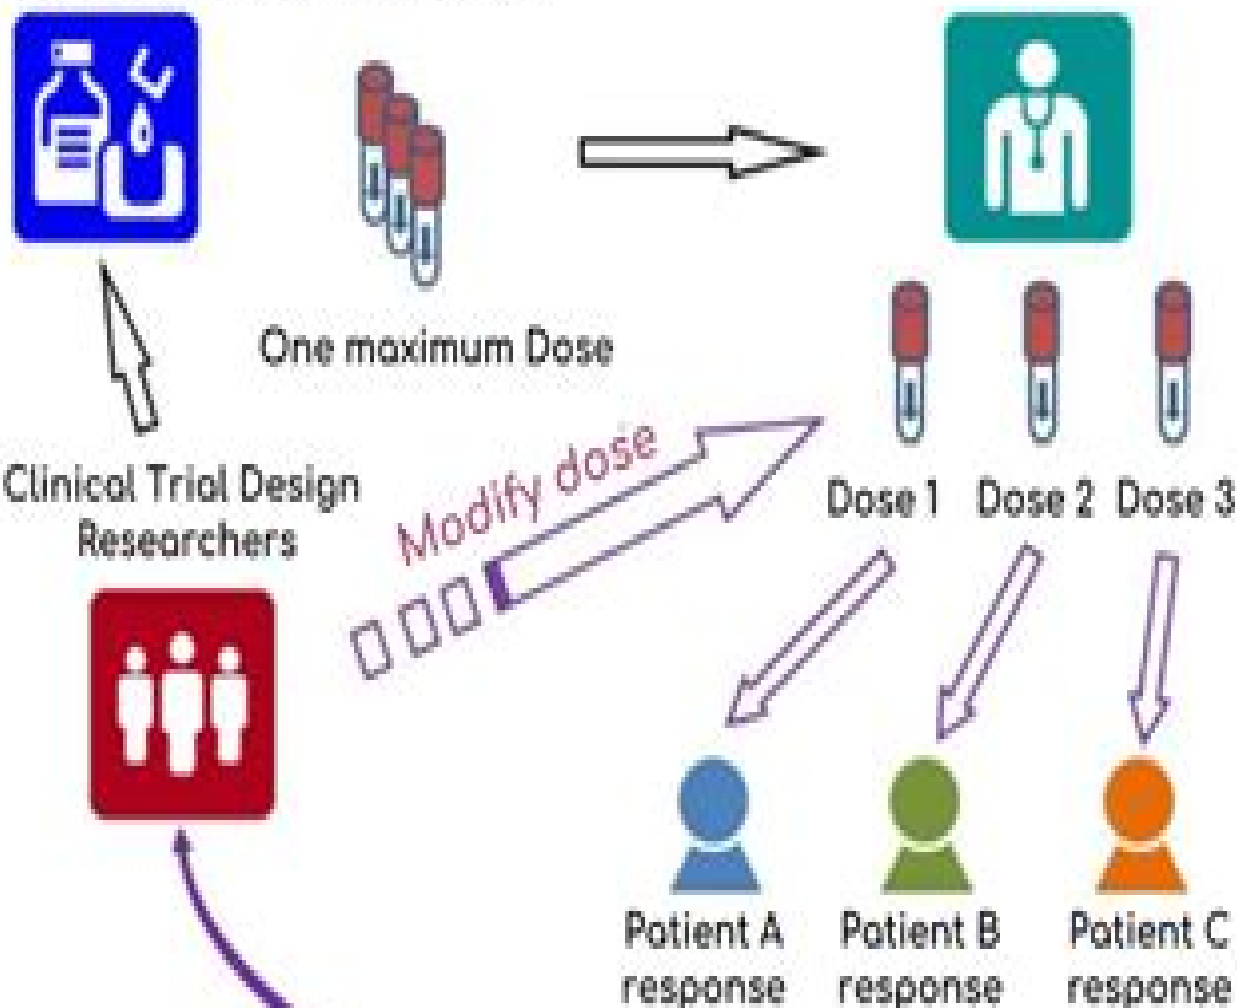 One maximum Dose
Clinical Trial Design
Researchers
Modify dose
Dose 1 Dose 2 Dose 3
Patient A Patient B Patient C
response response response